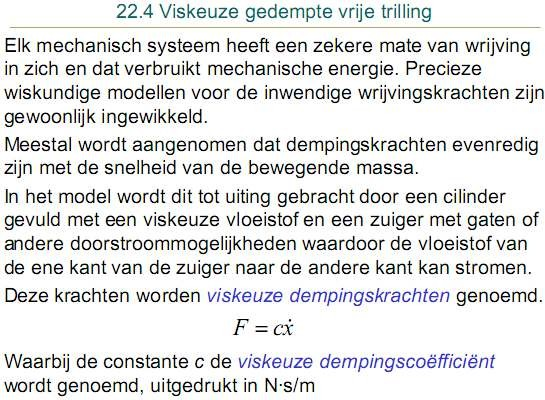 22.4 Viskeuze gedempte vrije trilling
Elk mechanisch systeem heeft een zekere mate van wrijving
in zich en dat verbruikt mechanische energie. Precieze
wiskundige modellen voor de inwendige wrijvingskrachten zijn
gewoonlijk ingewikkeld.
Meestal wordt aangenomen dat dempingskrachten evenredig
zijn met de snelheid van de bewegende massa.
In het model wordt dit tot uiting gebracht door een cilinder
gevuld met een viskeuze vloeistof en een zuiger met gaten of
andere doorstroommogelijkheden waardoor de vloeistof van
de ene kant van de zuiger naar de andere kant kan stromen.
Deze krachten worden viskeuze dempingskrachten genoemd.
F = cẋ
Waarbij de constante c de viskeuze dempingscoëfficiënt
wordt genoemd, uitgedrukt in N·s/m